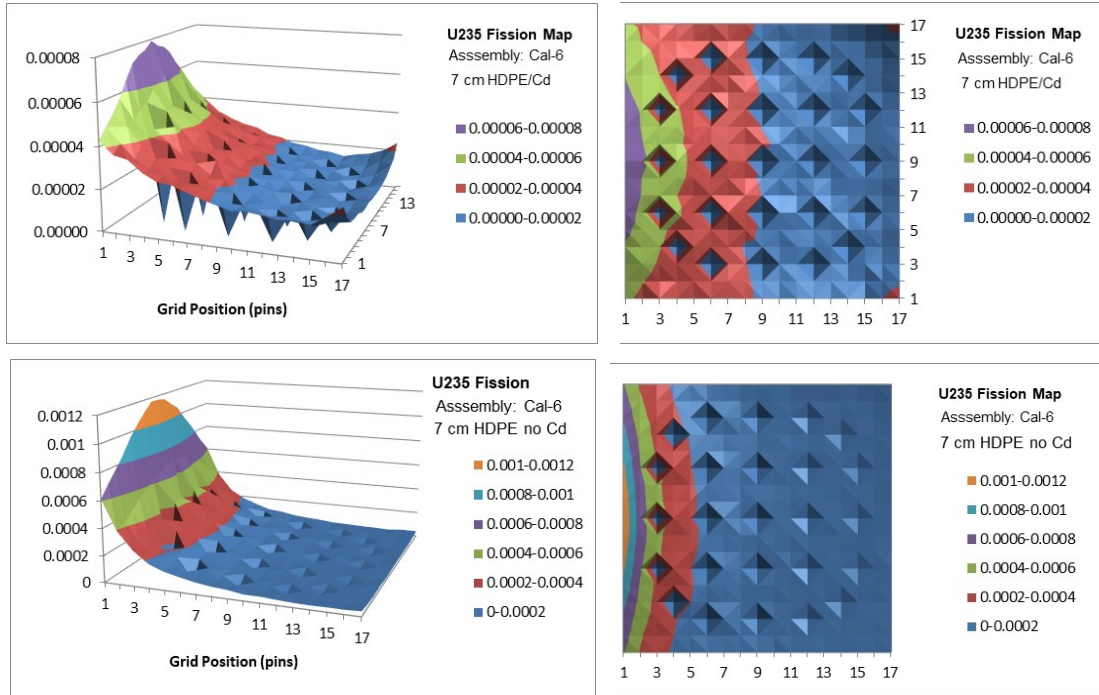 U235 Fission Map
Asssembly: Cal-6
7 cm HDPE/Cd
0.00008
0.00006
0.00004
0.00002
0.00000
0.00006-0.00008
0.00004-0.00006
0.00002-0.00004
0.00000-0.00002
1 3 5 7 9 11 13 15 17
1
7
13
Grid Position (pins)
U235 Fission Map
Asssembly: Cal-6
7 cm HDPE/Cd
17
15
13
11
9
7
5
3
1
0.00006-0.00008
0.00004-0.00006
0.00002-0.00004
0.00000-0.00002
1 3 5 7 9 11 13 15 17
U235 Fission
Asssembly: Cal-6
7 cm HDPE no Cd
0.0012
0.001
0.0008
0.0006
0.0004
0.0002
0
0.001-0.0012
0.0008-0.001
0.0006-0.0008
0.0004-0.0006
0.0002-0.0004
0-0.0002
1 3 5 7 9 11 13 15 17
Grid Position (pins)
U235 Fission Map
Asssembly: Cal-6
7 cm HDPE no Cd
0.001-0.0012
0.0008-0.001
0.0006-0.0008
0.0004-0.0006
0.0002-0.0004
0-0.0002
1 3 5 7 9 11 13 15 17